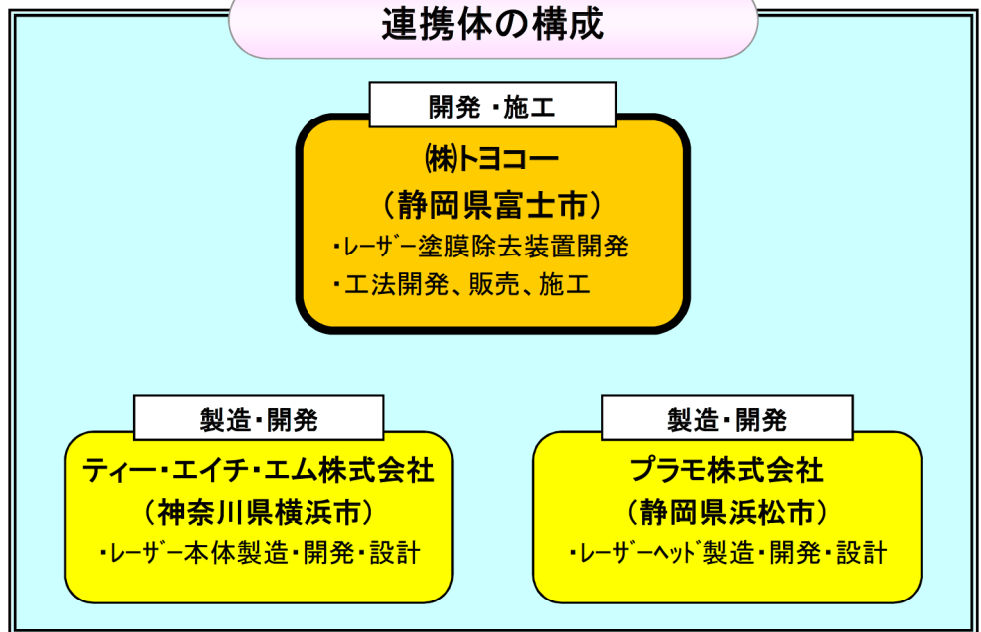 連携体の構成
開発・施工
㈱トヨコー
（静岡県富士市）
・ﾚｰｻﾞｰ塗膜除去装置開発
・工法開発、販売、施工
製造・開発
ティー・エイチ・エム株式会社
（神奈川県横浜市）
・ﾚｰｻﾞｰ本体製造・開発・設計
製造・開発
プラモ株式会社
（静岡県浜松市）
・ﾚｰｻﾞｰﾍｯﾄﾞ製造・開発・設計